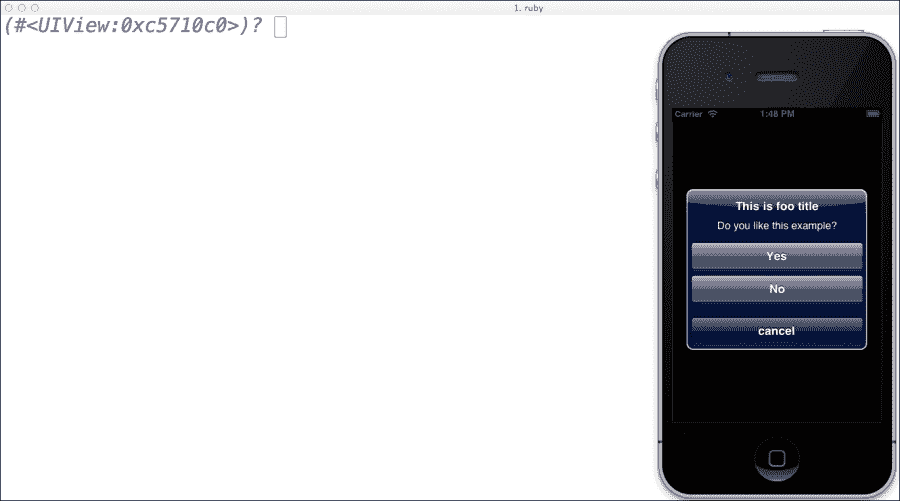 1. ruby
(#<UIView:0xc5710c0>)?
Carrier 1:48 PM
This is foo title
Do you like this example?
Yes
No
cancel